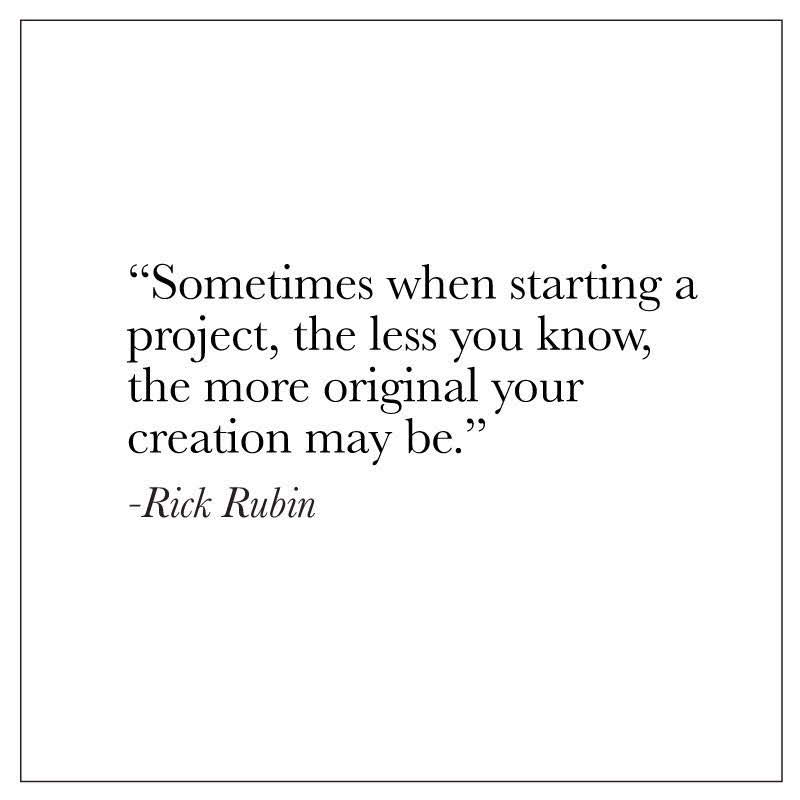 “Sometimes when starting a
project, the less you know,
the more original your
creation may be.”
-Rick Rubin